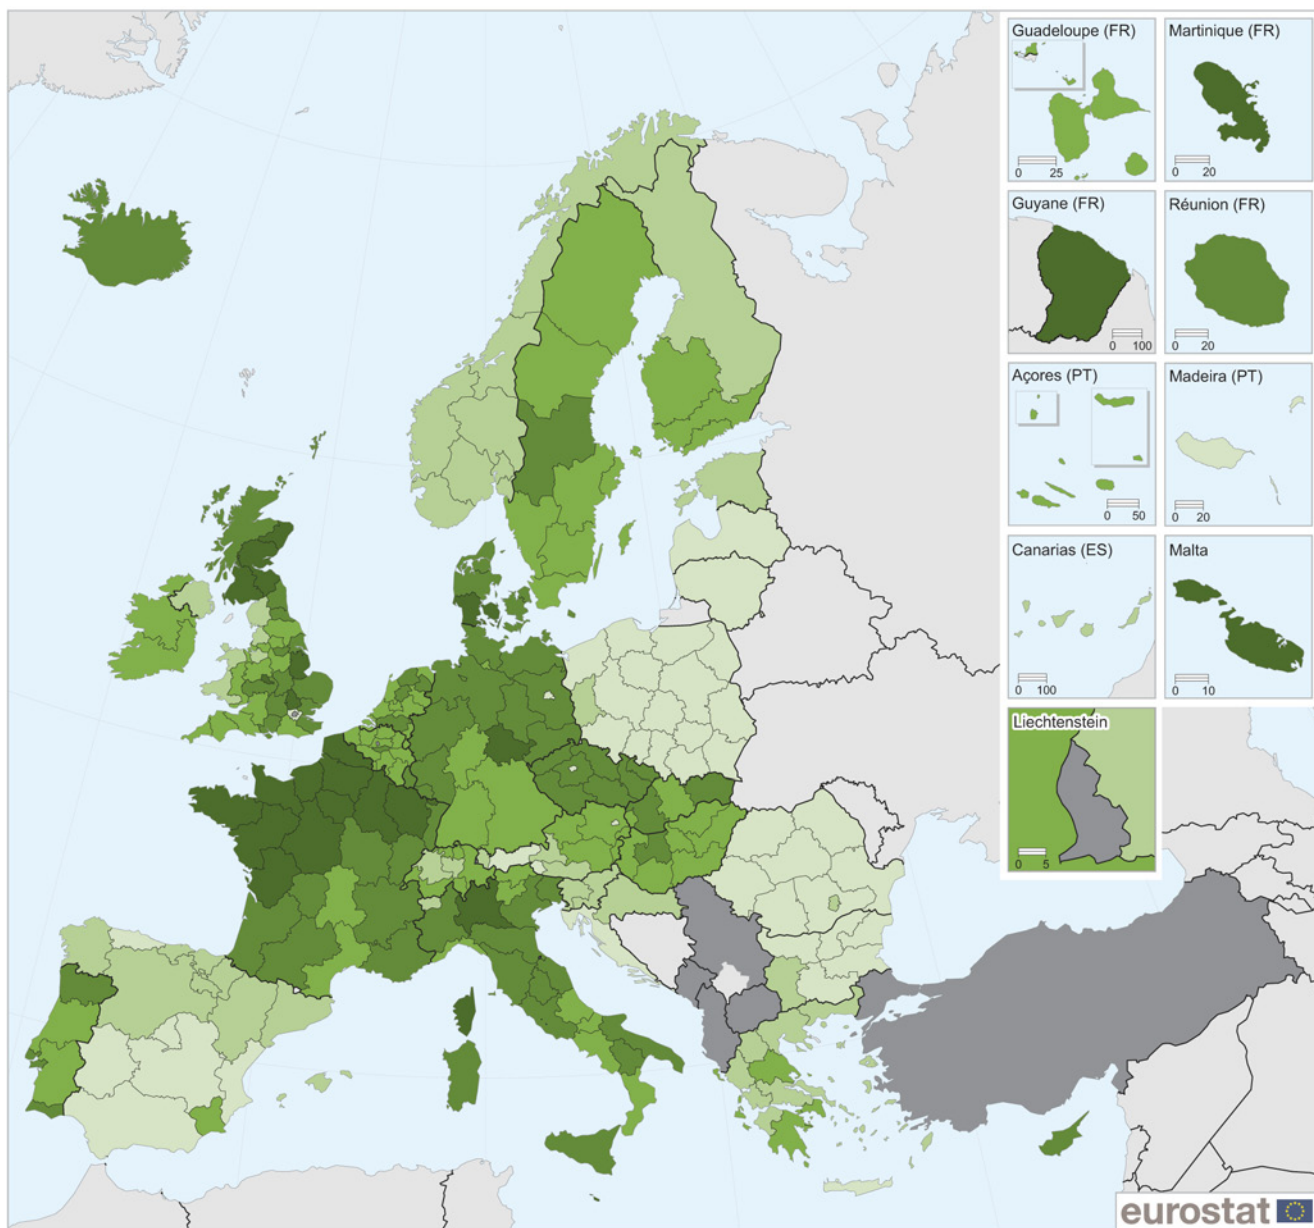 Guadeloupe (FR)
0 25
Martinique (FR)
0 20
Guyane (FR)
0 100
Réunion (FR)
0 20
Açores (PT)
0 50
Madeira (PT)
0 20
Canarias (ES)
0 100
Malta
0 10
Liechtenstein
0 5
eurostat